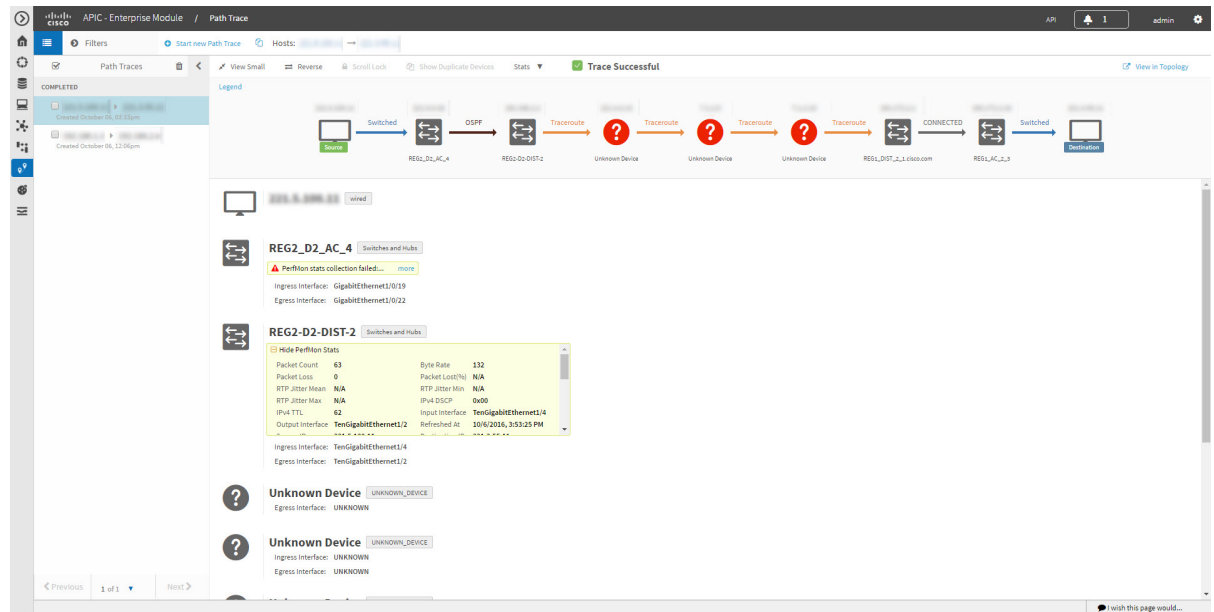 cisco APIC - Enterprise Module / Path Trace API 1 admin
Filters Start new Path Trace Hosts:
Path Traces View Small Reverse Scroll Lock Show Duplicate Devices Stats Trace Successful View in Topology
COMPLETED Legend
Created October 06, 03:53pm
Created October 06, 12:06pm
Switched OSPF Traceroute Traceroute Traceroute Traceroute CONNECTED Switched
Source Destination
REG2_D2_AC_4 REG2-D2-DIST-2 Unknown Device Unknown Device Unknown Device REG1_DIST_2_1.cisco.com REG1_AC_2_3
wired
REG2_D2_AC_4 Switches and Hubs
PerfMon stats collection failed:... more
Ingress Interface: GigabitEthernet1/0/19
Egress Interface: GigabitEthernet1/0/22
REG2-D2-DIST-2 Switches and Hubs
Hide PerfMon Stats
Packet Count 63 Byte Rate 132
Packet Loss 0 Packet Lost(%) N/A
RTP Jitter Mean N/A RTP Jitter Min N/A
RTP Jitter Max N/A IPv4 DSCP 0x00
IPv4 TTL 62 Input Interface TenGigabitEthernet1/4
Output Interface TenGigabitEthernet1/2 Refreshed At 10/6/2016, 3:53:25 PM
Ingress Interface: TenGigabitEthernet1/4
Egress Interface: TenGigabitEthernet1/2
Unknown Device UNKNOWN_DEVICE
Egress Interface: UNKNOWN
Unknown Device UNKNOWN_DEVICE
Ingress Interface: UNKNOWN
Egress Interface: UNKNOWN
Previous 1 of 1 Next
I wish this page would...